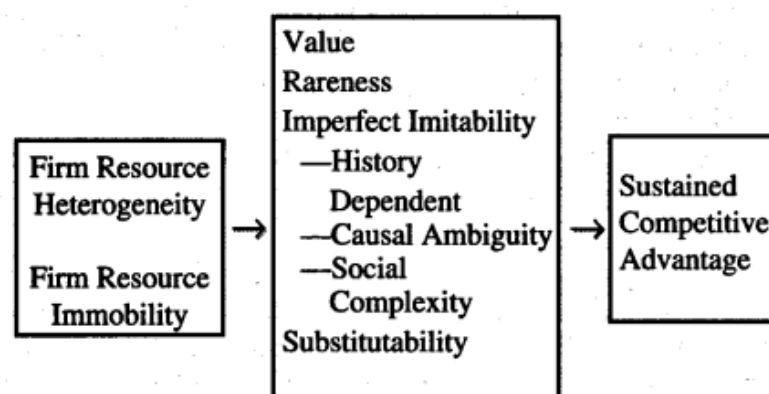 Firm Resource
Heterogeneity
Firm Resource
Immobility
→
Value
Rareness
Imperfect Imitability
—History
Dependent
—Causal Ambiguity
—Social
Complexity
Substitutability
→
Sustained
Competitive
Advantage